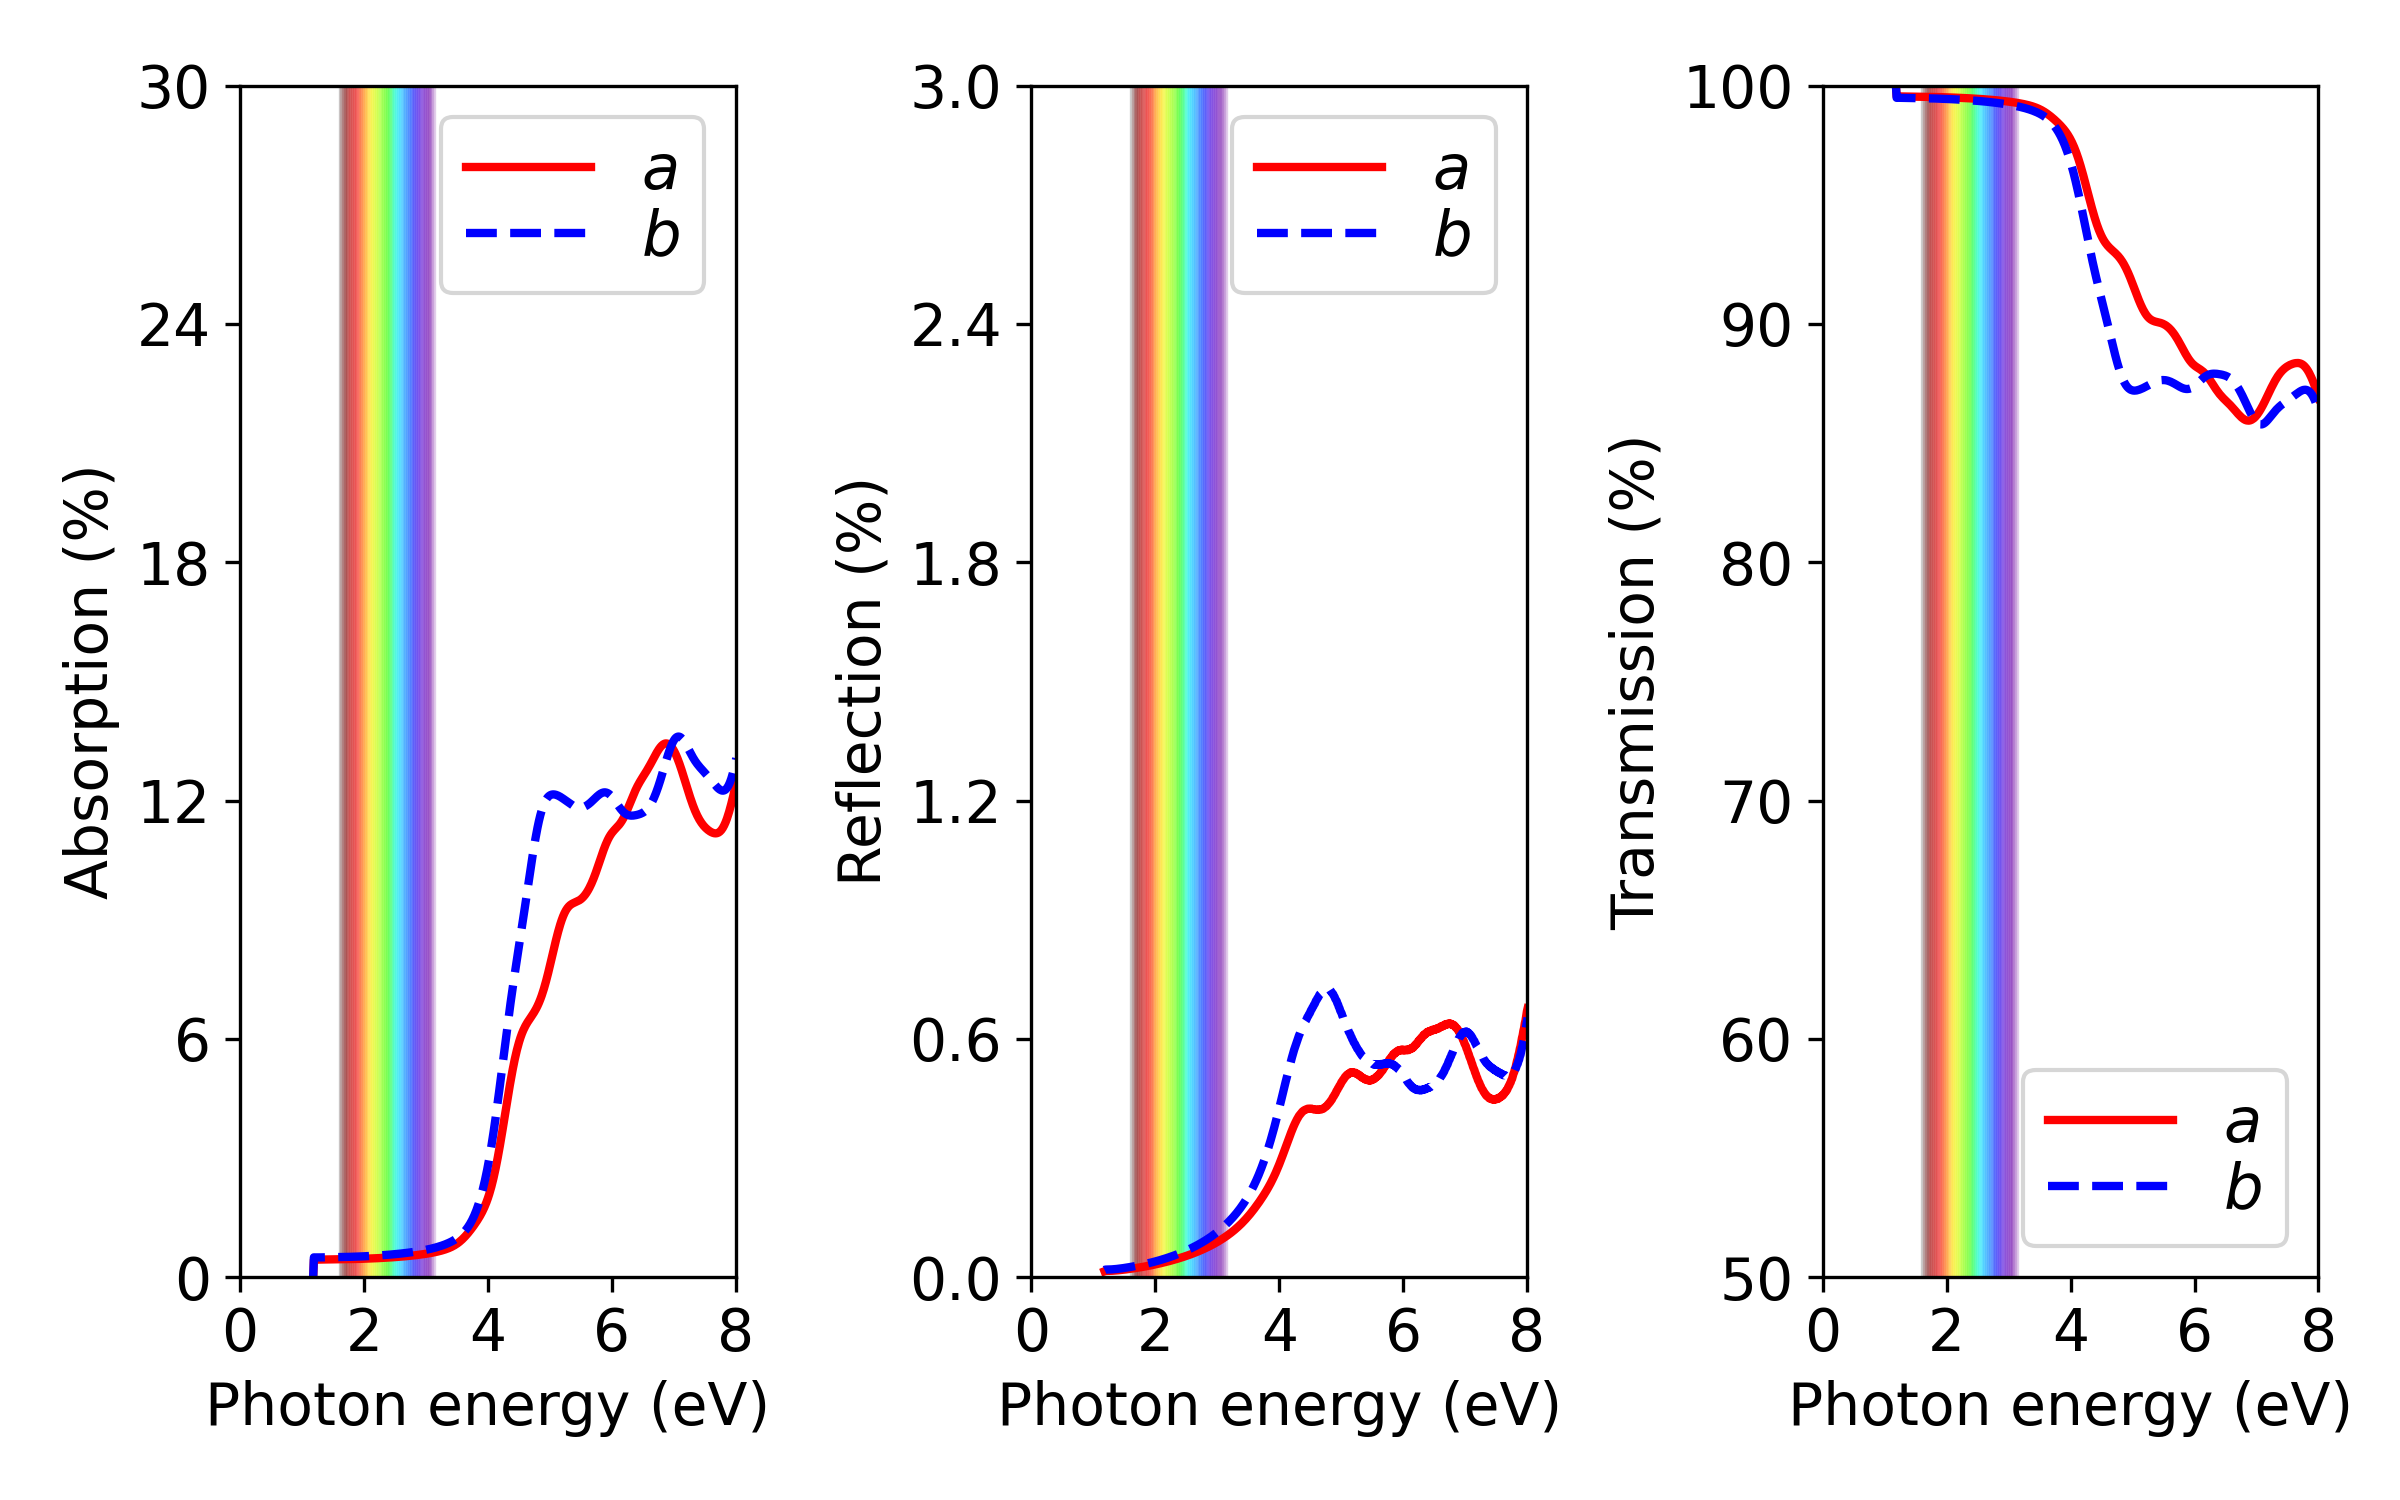 30
24
18
12
6
0
0 2 4 6 8
Absorption (%)
Photon energy (eV)
a
b
3.0
2.4
1.8
1.2
0.6
0.0
0 2 4 6 8
Reflection (%)
Photon energy (eV)
a
b
100
90
80
70
60
50
0 2 4 6 8
Transmission (%)
Photon energy (eV)
a
b